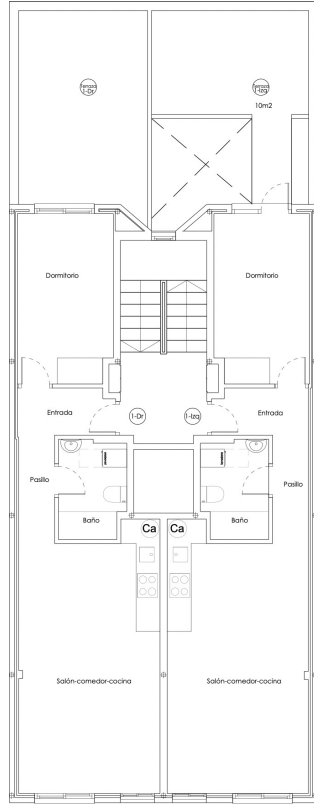 Terraza
1-Dr
Terraza
1-Izq
10m2
Dormitorio
Dormitorio
Entrada
1-Dr
1-Izq
Entrada
Pasillo
Pasillo
Baño
Baño
Ca
Ca
Salón-comedor-cocina
Salón-comedor-cocina